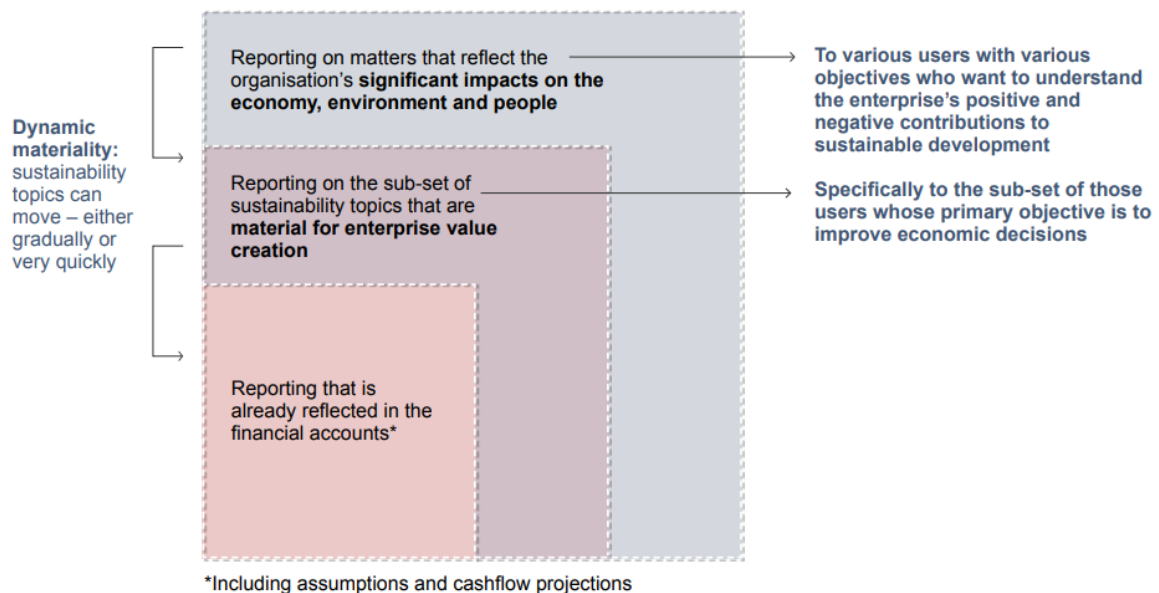 Dynamic
materiality:
sustainability
topics can
move – either
gradually or
very quickly
Reporting on matters that reflect the
organisation's significant impacts on the
economy, environment and people
Reporting on the sub-set of
sustainability topics that are
material for enterprise value
creation
Reporting that is
already reflected in the
financial accounts*
*Including assumptions and cashflow projections
To various users with various
objectives who want to understand
the enterprise's positive and
negative contributions to
sustainable development
Specifically to the sub-set of those
users whose primary objective is to
improve economic decisions